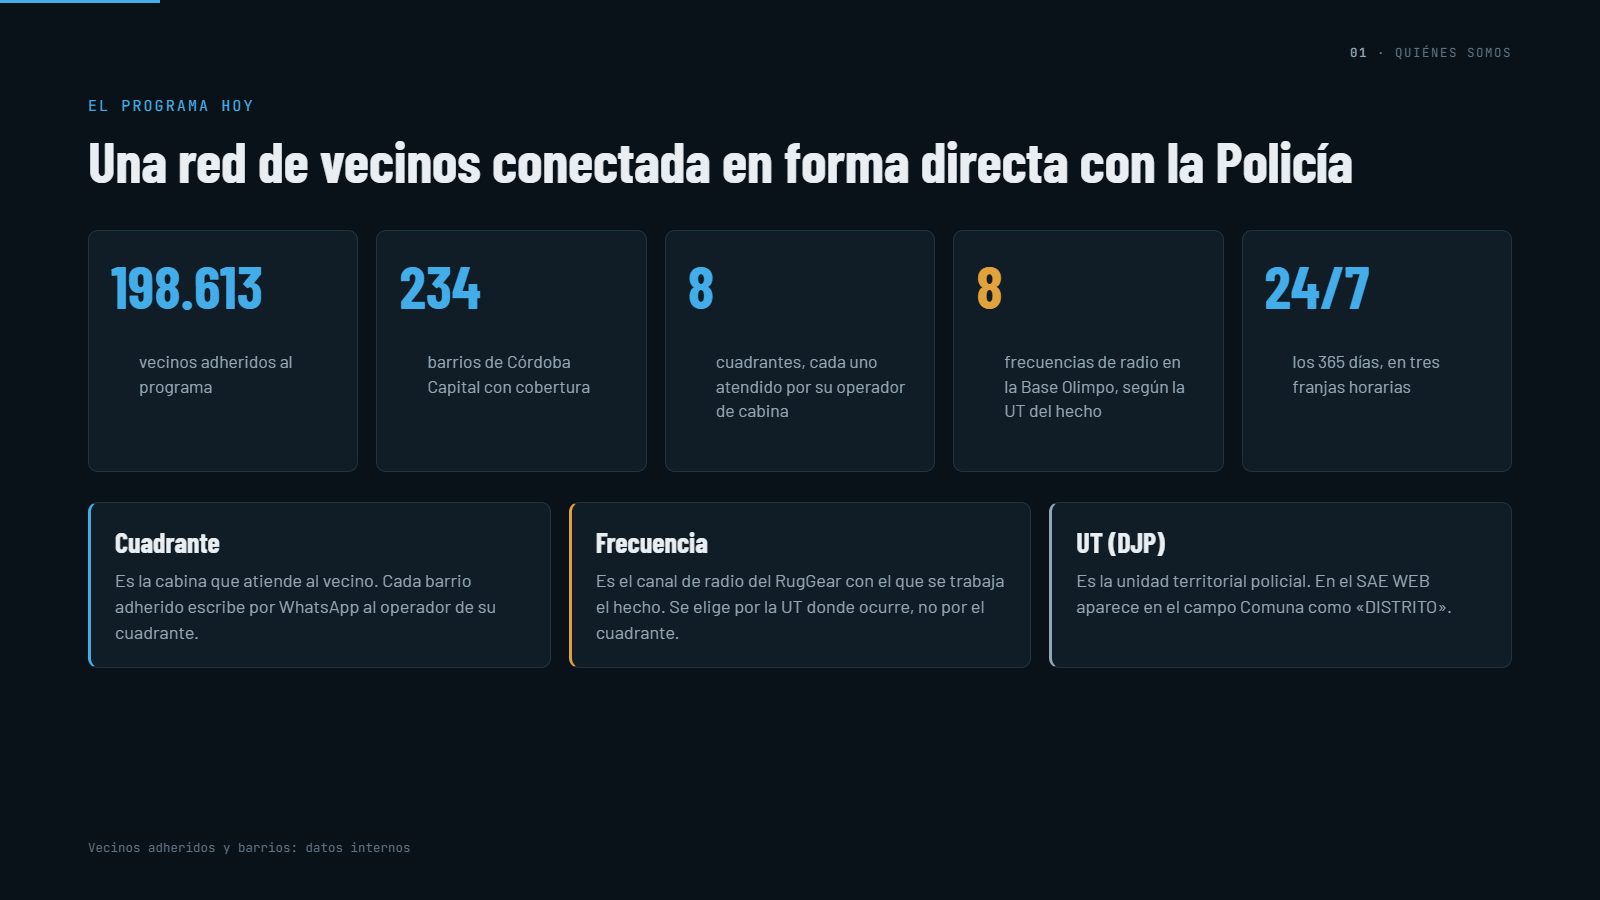 01 · QUIÉNES SOMOS
EL PROGRAMA HOY
Una red de vecinos conectada en forma directa con la Policía
198.613
vecinos adheridos al
programa
234
barrios de Córdoba
Capital con cobertura
8
cuadrantes, cada uno
atendido por su operador
de cabina
8
frecuencias de radio en
la Base Olimpo, según la
UT del hecho
24/7
los 365 días, en tres
franjas horarias
Cuadrante
Es la cabina que atiende al vecino. Cada barrio
adherido escribe por WhatsApp al operador de su
cuadrante.
Frecuencia
Es el canal de radio del RugGear con el que se trabaja
el hecho. Se elige por la UT donde ocurre, no por el
cuadrante.
UT (DJP)
Es la unidad territorial policial. En el SAE WEB
aparece en el campo Comuna como «DISTRITO».
Vecinos adheridos y barrios: datos internos